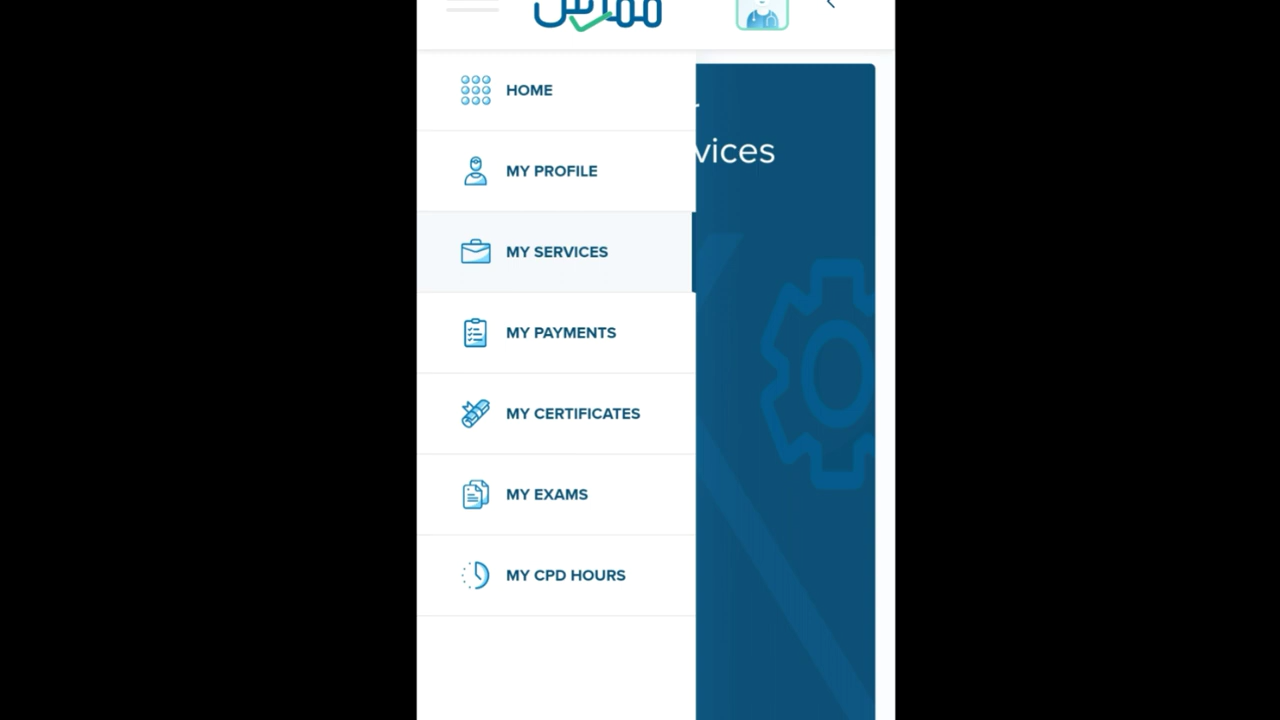 HOME
MY PROFILE
vices
MY SERVICES
MY PAYMENTS
MY CERTIFICATES
MY EXAMS
MY CPD HOURS